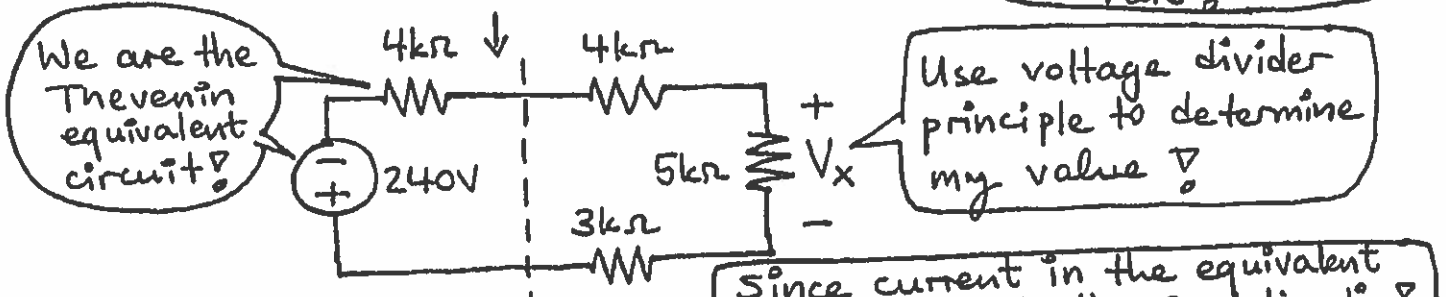 We are the
Thevenin
equivalent
circuit!
4kΩ
4kΩ
-
+
240V
5kΩ
+
Vx
-
3kΩ
Use voltage divider
principle to determine
my value!
Since current in the equivalent